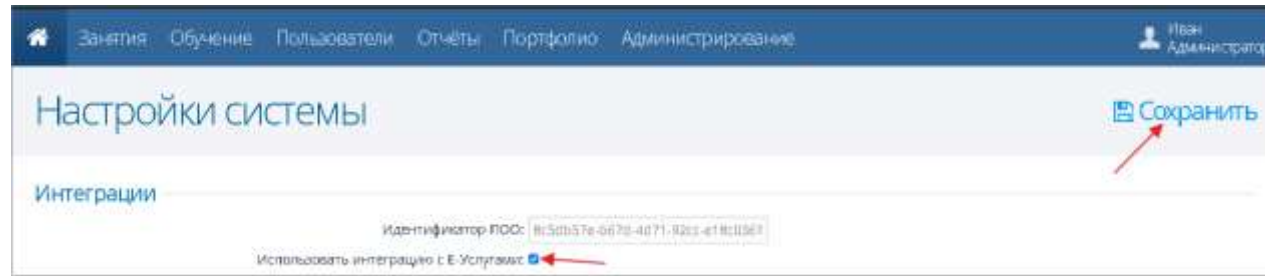 Занятия Обучение Пользователи Отчёты Портфолио Администрирование
Иван
Администратор
Настройки системы
Сохранить
Интеграции
Идентификатор ПОО:
Использовать интеграцию с Е-Услугами: